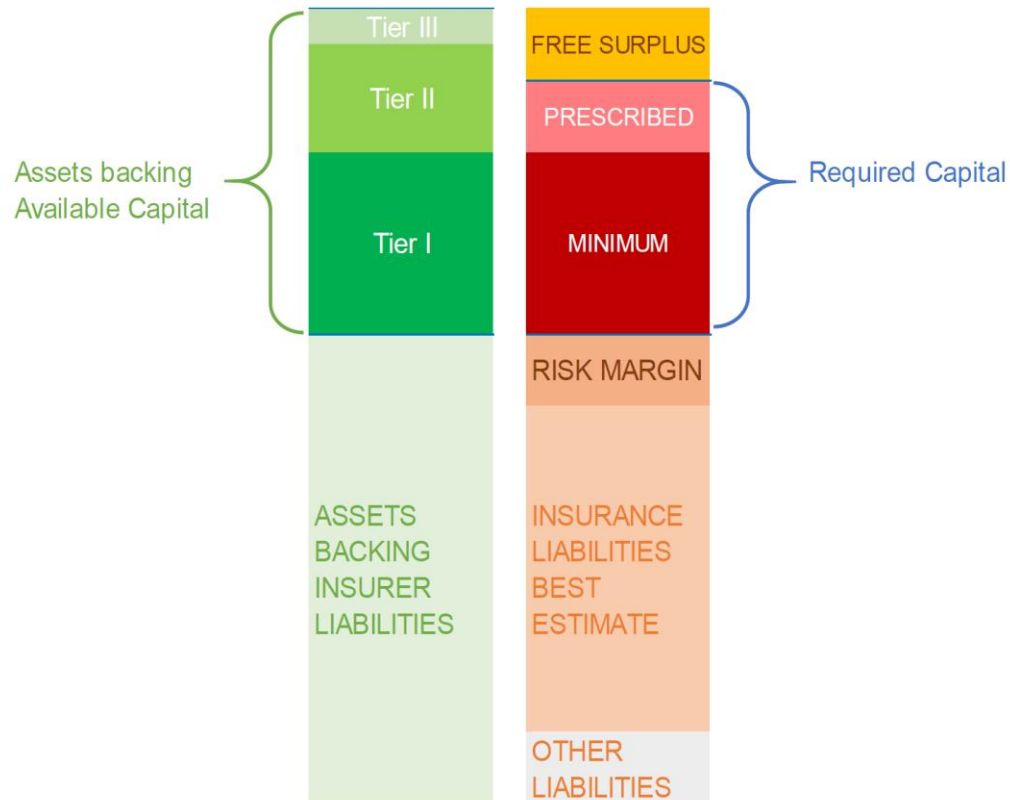 Tier III
FREE SURPLUS
Tier II
PRESCRIBED
Assets backing
Available Capital
Required Capital
Tier I
MINIMUM
RISK MARGIN
ASSETS
BACKING
INSURER
LIABILITIES
INSURANCE
LIABILITIES
BEST
ESTIMATE
OTHER
LIABILITIES